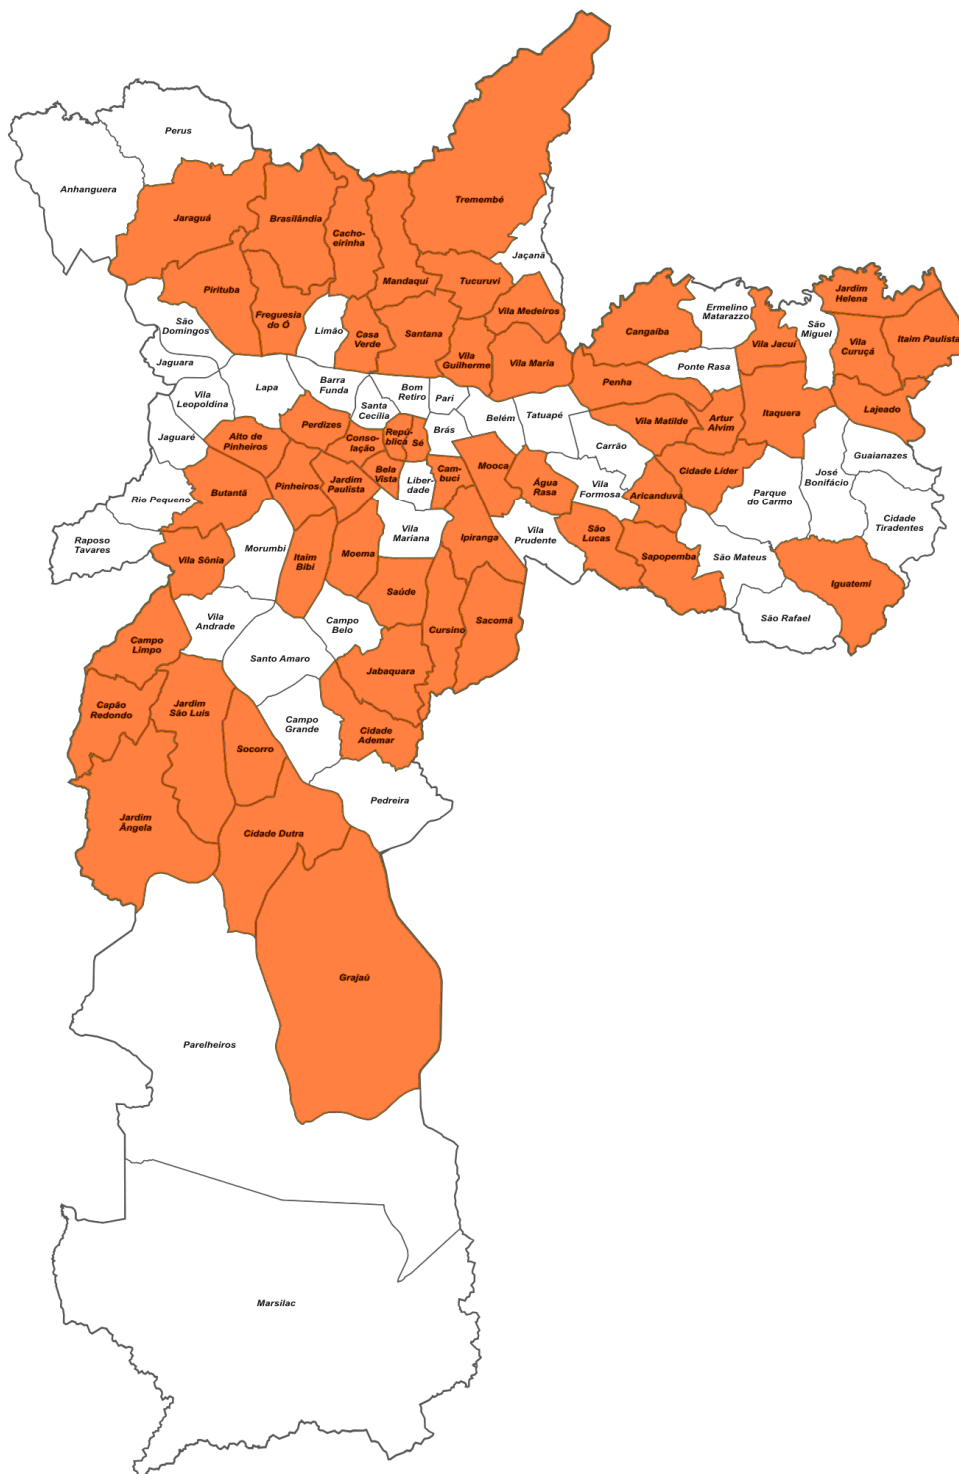 Perus
Anhanguera
Tremembé
Jaraguá
Brasilândia
Cacho-
eirinha
Jaçanã
Mandaqui
Tucuruvi
Pirituba
Vila Medeiros
Freguesia
do Ó
São
Domingos
Limão
Casa
Verde
Santana
Vila
Guilherme
Vila Maria
Cangaíba
Ermelino
Matarazzo
Jardim
Helena
São
Miguel
Vila Jacuí
Vila
Curuçá
Itaim Paulista
Jaguara
Ponte Rasa
Lapa
Barra
Funda
Bom
Retiro
Pari
Penha
Vila
Leopoldina
Santa
Cecília
Belém
Tatuapé
Vila Matilde
Artur
Alvim
Itaquera
Lajeado
Perdizes
Brás
Jaguaré
Alto de
Pinheiros
Conso-
lação
Repú-
blica
Sé
Carrão
Guaianazes
Mooca
Cidade Líder
Butantã
Pinheiros
Jardim
Paulista
Bela
Vista
Liber-
dade
Cam-
buci
Água
Rasa
Vila
Formosa
Aricanduva
Parque
do Carmo
José
Bonifácio
Rio Pequeno
Cidade
Tiradentes
Raposo
Tavares
Vila Sônia
Morumbi
Itaim
Bibi
Moema
Vila
Mariana
Ipiranga
Vila
Prudente
São
Lucas
Sapopemba
São Mateus
Iguatemi
Saúde
Vila
Andrade
Campo
Belo
Cursino
Sacomã
São Rafael
Campo
Limpo
Santo Amaro
Jabaquara
Capão
Redondo
Jardim
São Luis
Campo
Grande
Cidade
Ademar
Socorro
Pedreira
Jardim
Ângela
Cidade Dutra
Grajaú
Parelheiros
Marsilac